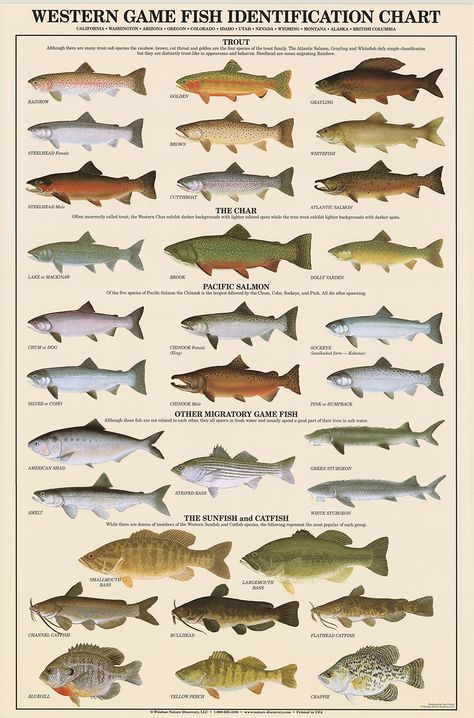 WESTERN GAME FISH IDENTIFICATION CHART
CALIFORNIA • WASHINGTON • ARIZONA • OREGON • COLORADO • IDAHO • UTAH • NEVADA • WYOMING • MONTANA • ALASKA • BRITISH COLUMBIA
TROUT
Although there are many trout sub species the rainbow, brown, cut throat and goldens are the four species of the trout family. The Atlantic Salmon, Grayling and Whitefish defy simple classification
but they are distinctly trout-like in appearance and behavior. Steelhead are ocean migrating Rainbow.
RAINBOW
GOLDEN
GRAYLING
STEELHEAD Female
BROWN
WHITEFISH
STEELHEAD Male
CUTTHROAT
ATLANTIC SALMON
THE CHAR
Often incorrectly called trout, the Western Char exhibit darker backgrounds with lighter colored spots while the true trout exhibit lighter backgrounds with darker spots.
LAKE or MACKINAW
BROOK
DOLLY VARDEN
PACIFIC SALMON
Of the five species of Pacific Salmon the Chinook is the largest followed by the Chum, Coho, Sockeye, and Pink. All die after spawning.
CHUM or DOG
CHINOOK Female
(King)
SOCKEYE
(landlocked form — Kokanee)
SILVER or COHO
CHINOOK Male
PINK or HUMPBACK
OTHER MIGRATORY GAME FISH
Although these fish are not related to each other, they all spawn in fresh water and usually spend a good part of their lives in salt water.
AMERICAN SHAD
STRIPED BASS
GREEN STURGEON
SMELT
WHITE STURGEON
THE SUNFISH and CATFISH
While there are dozens of members of the Western Sunfish and Catfish species, the following represent the most popular of each group.
SMALLMOUTH
BASS
LARGEMOUTH
BASS
CHANNEL CATFISH
BULLHEAD
FLATHEAD CATFISH
BLUEGILL
YELLOW PERCH
CRAPPIE
© Windsor Nature Discovery, LLC • 1-800-635-4194 • www.nature-discovery.com • Printed in USA